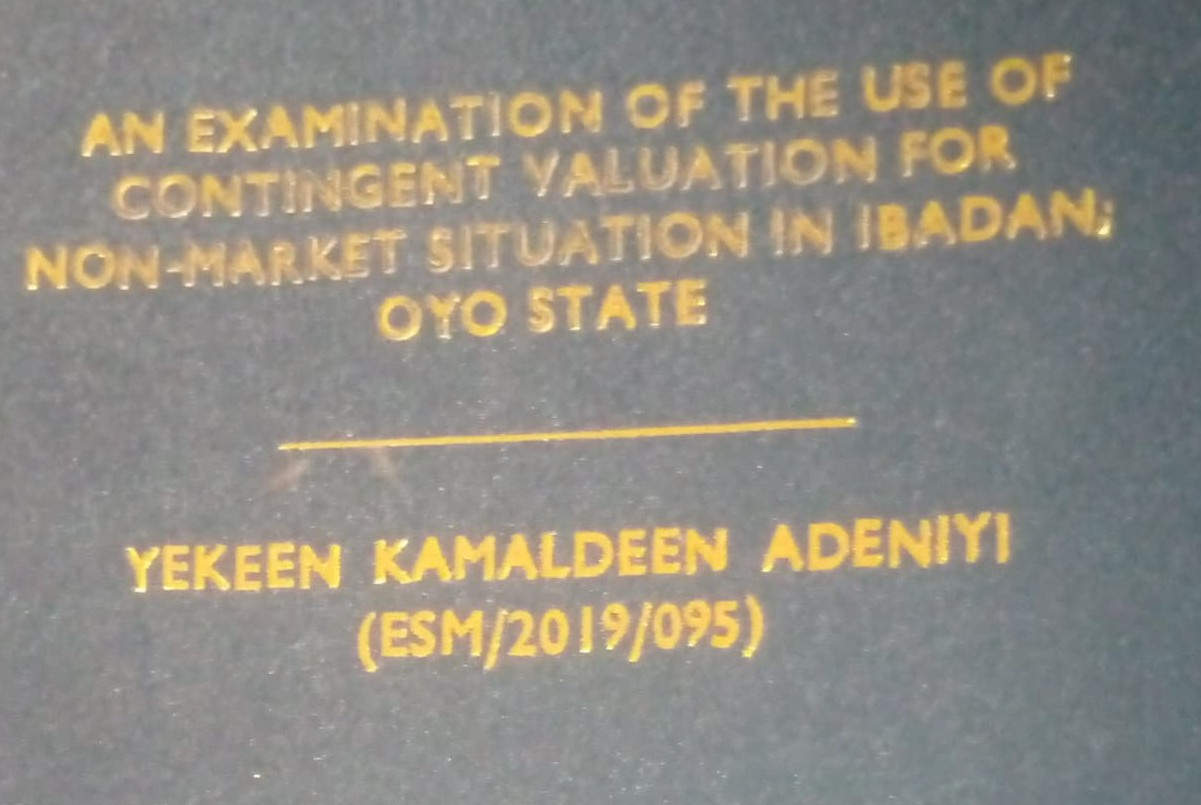 AN EXAMINATION OF THE USE OF
CONTINGENT VALUATION FOR
NON-MARKET SITUATION IN IBADAN,
OYO STATE
YEKEEN KAMALDEEN ADENIYI
(ESM/2019/095)